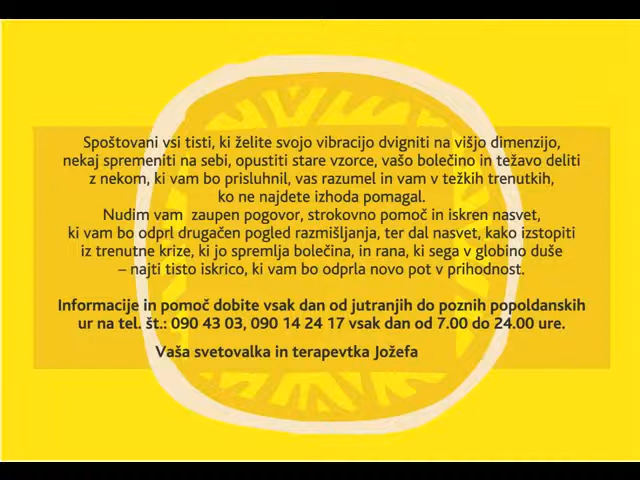 Spoštovani vsi tisti, ki želite svojo vibracijo dvigniti na višjo dimenzijo,
nekaj spremeniti na sebi, opustiti stare vzorce, vašo bolečino in težavo deliti
z nekom, ki vam bo prisluhnil, vas razumel in vam v težkih trenutkih,
ko ne najdete izhoda pomagal.
Nudim vam zaupen pogovor, strokovno pomoč in iskren nasvet,
ki vam bo odprl drugačen pogled razmišljanja, ter dal nasvet, kako izstopiti
iz trenutne krize, ki jo spremlja bolečina, in rana, ki sega v globino duše
– najti tisto iskrico, ki vam bo odprla novo pot v prihodnost.
Informacije in pomoč dobite vsak dan od jutranjih do poznih popoldanskih
ur na tel. št.: 090 43 03, 090 14 24 17 vsak dan od 7.00 do 24.00 ure.
Vaša svetovalka in terapevtka Jožefa